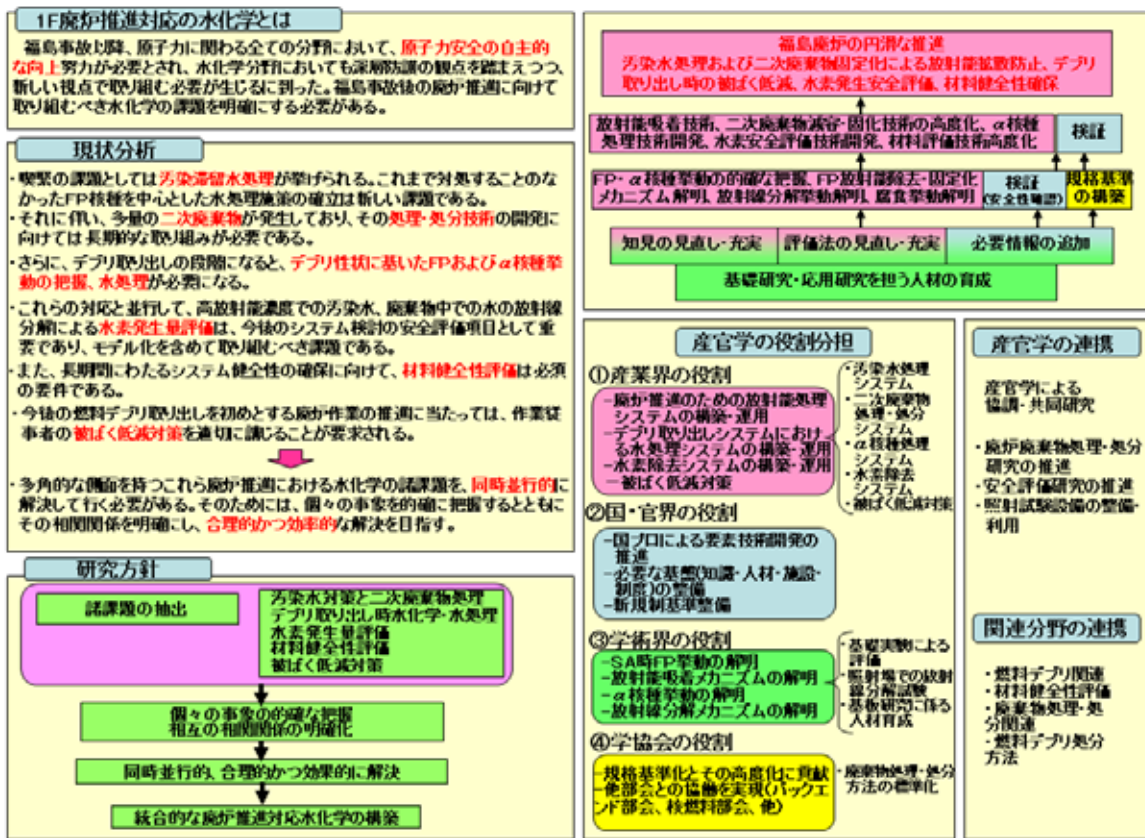 1F廃炉推進対応の水化学とは
福島事故以降、原子力に関わる全ての分野において、原子力安全の自主的
な向上努力が必要とされ、水化学分野においても深層防護の観点を踏まえつつ、
新しい視点で取り組む必要が生じるに到った。福島事故後の廃炉・推進に向けて
取り組むべき水化学の課題を明確にする必要がある。
現状分析
・喫緊の課題としては汚染滞留水処理が挙げられる。これまで対処することのな
かったFP核種を中心とした水処理施策の確立は新しい課題である。
・それに伴い、多量の二次廃棄物が発生しており、その処理・処分技術の開発に
向けては長期的な取り組みが必要である。
・さらに、デブリ取り出しの段階になると、デブリ性状に基いたFPおよびα核種挙
動の把握、水処理が必要になる。
・これらの対応と並行して、高放射能濃度での汚染水、廃棄物中での水の放射線
分解による水素発生量評価は、今後のシステム検討の安全評価項目として重
要であり、モデル化を含めて取り組むべき課題である。
・また、長期間にわたるシステム健全性の確保に向けて、材料健全性評価は必須
の要件である。
・今後の燃料デブリ取り出しを初めとする廃炉作業の推進に当たっては、作業従
事者の被ばく低減対策を適切に講じることが要求される。
・多角的な側面を持つこれら廃炉・推進における水化学の諸課題を、同時並行的に
解決して行く必要がある。そのためには、個々の事象を的確に把握するとともに
その相関関係を明確にし、合理的かつ効率的な解決を目指す。
研究方針
諸課題の抽出
汚染水対策と二次廃棄物処理
デブリ取り出し時水化学・水処理
水素発生量評価
材料健全性評価
被ばく低減対策
個々の事象の的確な把握
相互の相関関係の明確化
同時並行的、合理的かつ効果的に解決
統合的な廃炉推進対応水化学の構築
福島廃炉の円滑な推進
汚染水処理および二次廃棄物固定化による放射能拡散防止、デブリ
取り出し時の被ばく低減、水素発生安全評価、材料健全性確保
放射能吸着技術、二次廃棄物減容・固化技術の高度化、α核種
処理技術開発、水素安全評価技術開発、材料評価技術高度化
検証
FP・α核種挙動の的確な把握、FP放射能除去・固定化
メカニズム解明、放射線分解挙動解明、腐食挙動解明
検証
(安全性確認)
規格基準
の構築
知見の見直し・充実
評価法の見直し・充実
必要情報の追加
基礎研究・応用研究を担う人材の育成
産官学の役割分担
①産業界の役割
－廃炉・推進のための放射能処理
システムの構築・運用
－デブリ取り出しシステムにおけ
る水処理システムの構築・運用
－水素除去システムの構築・運用
－被ばく低減対策
・汚染水処理
システム
・二次廃棄物
処理・処分
システム
・α核種処理
システム
・水素除去
システム
・被ばく低減対策
②国・官界の役割
－国プロによる要素技術開発の
推進
－必要な基盤(知識・人材・施設・
制度)の整備
－新規制基準整備
③学術界の役割
－SA時FP挙動の解明
－放射能吸着メカニズムの解明
－α核種挙動の解明
－放射線分解メカニズムの解明
・基礎実験による
評価
・照射場での放射
線分解試験
・基板研究に係る
人材育成
④学協会の役割
－規格基準化とその高度化に貢献
－他部会との協働を実現(バックエ
ンド部会、核燃料部会、他)
・廃棄物処理・処分
方法の標準化
産官学の連携
産官学による
協調・共同研究
・廃炉廃棄物処理・処分
研究の推進
・安全評価研究の推進
・照射試験設備の整備・
利用
関連分野の連携
・燃料デブリ関連
・材料健全性評価
・廃棄物処理・処
分関連
・燃料デブリ処分
方法